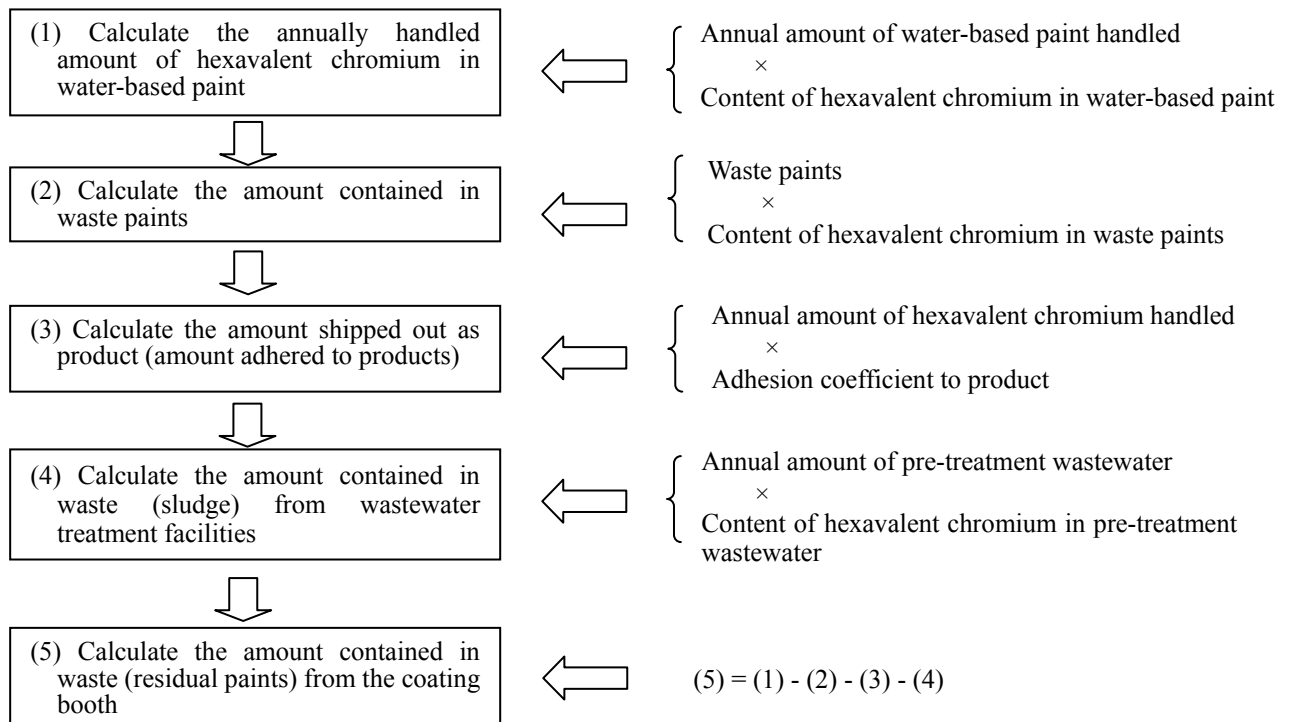 (1) Calculate the annually handled
amount of hexavalent chromium in
water-based paint
Annual amount of water-based paint handled
×
Content of hexavalent chromium in water-based paint
(2) Calculate the amount contained in
waste paints
Waste paints
×
Content of hexavalent chromium in waste paints
(3) Calculate the amount shipped out as
product (amount adhered to products)
Annual amount of hexavalent chromium handled
×
Adhesion coefficient to product
(4) Calculate the amount contained in
waste (sludge) from wastewater
treatment facilities
Annual amount of pre-treatment wastewater
×
Content of hexavalent chromium in pre-treatment
wastewater
(5) Calculate the amount contained in
waste (residual paints) from the coating
booth
(5) = (1) - (2) - (3) - (4)